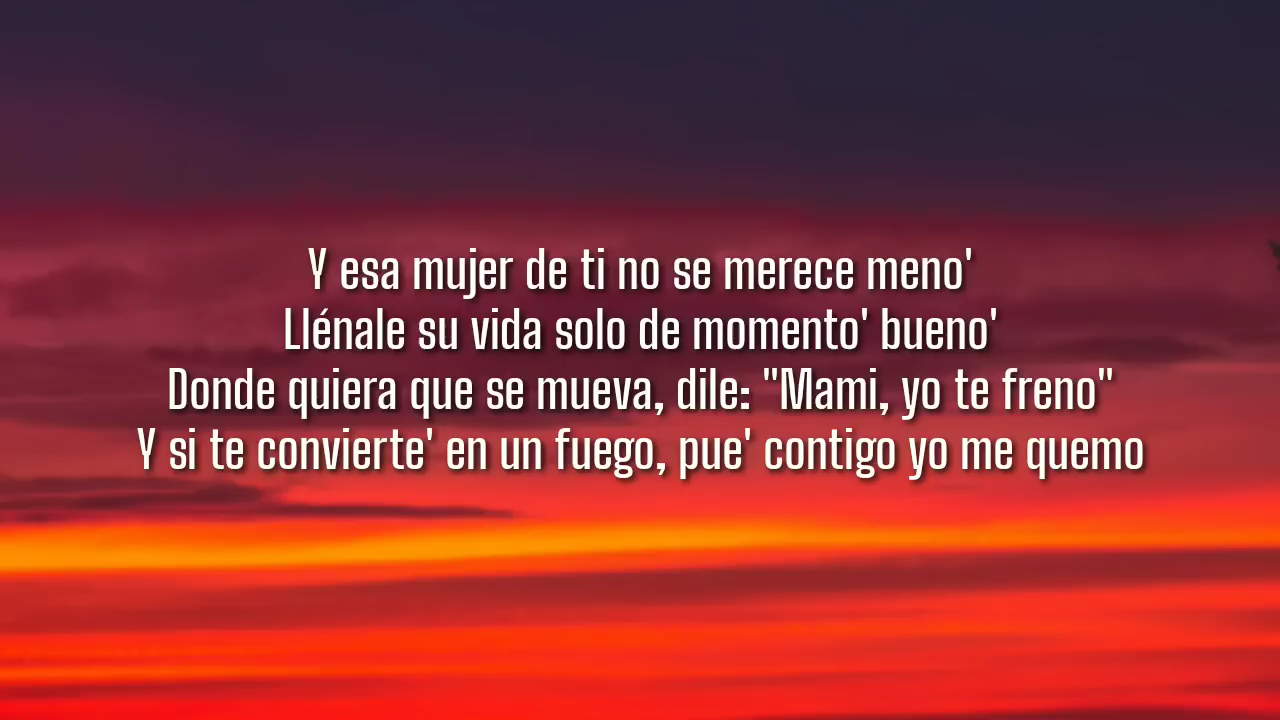 Y esa mujer de ti no se merece meno'
Llénale su vida solo de momento' bueno'
Donde quiera que se mueva, dile: "Mami, yo te freno"
Y si te convierte' en un fuego, pue' contigo yo me quemo